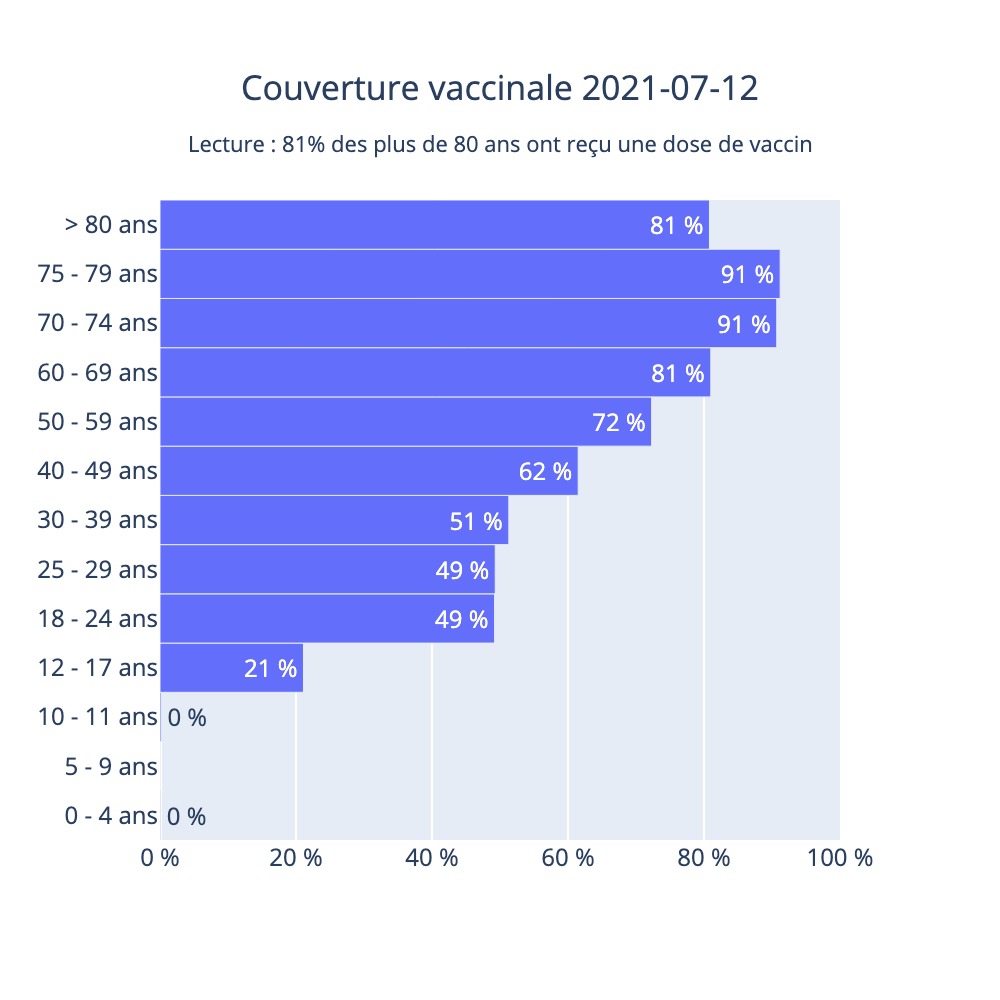 Couverture vaccinale 2021-07-12
Lecture : 81% des plus de 80 ans ont reçu une dose de vaccin
> 80 ans 81 %
75 - 79 ans 91 %
70 - 74 ans 91 %
60 - 69 ans 81 %
50 - 59 ans 72 %
40 - 49 ans 62 %
30 - 39 ans 51 %
25 - 29 ans 49 %
18 - 24 ans 49 %
12 - 17 ans 21 %
10 - 11 ans 0 %
5 - 9 ans
0 - 4 ans 0 %
0 % 20 % 40 % 60 % 80 % 100 %